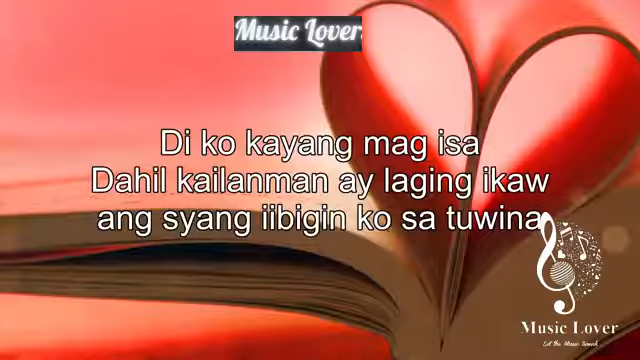 Music Lover
Di ko kayang mag isa
Dahil kailanman ay laging ikaw
ang syang iibigin ko sa tuwina
Music Lover